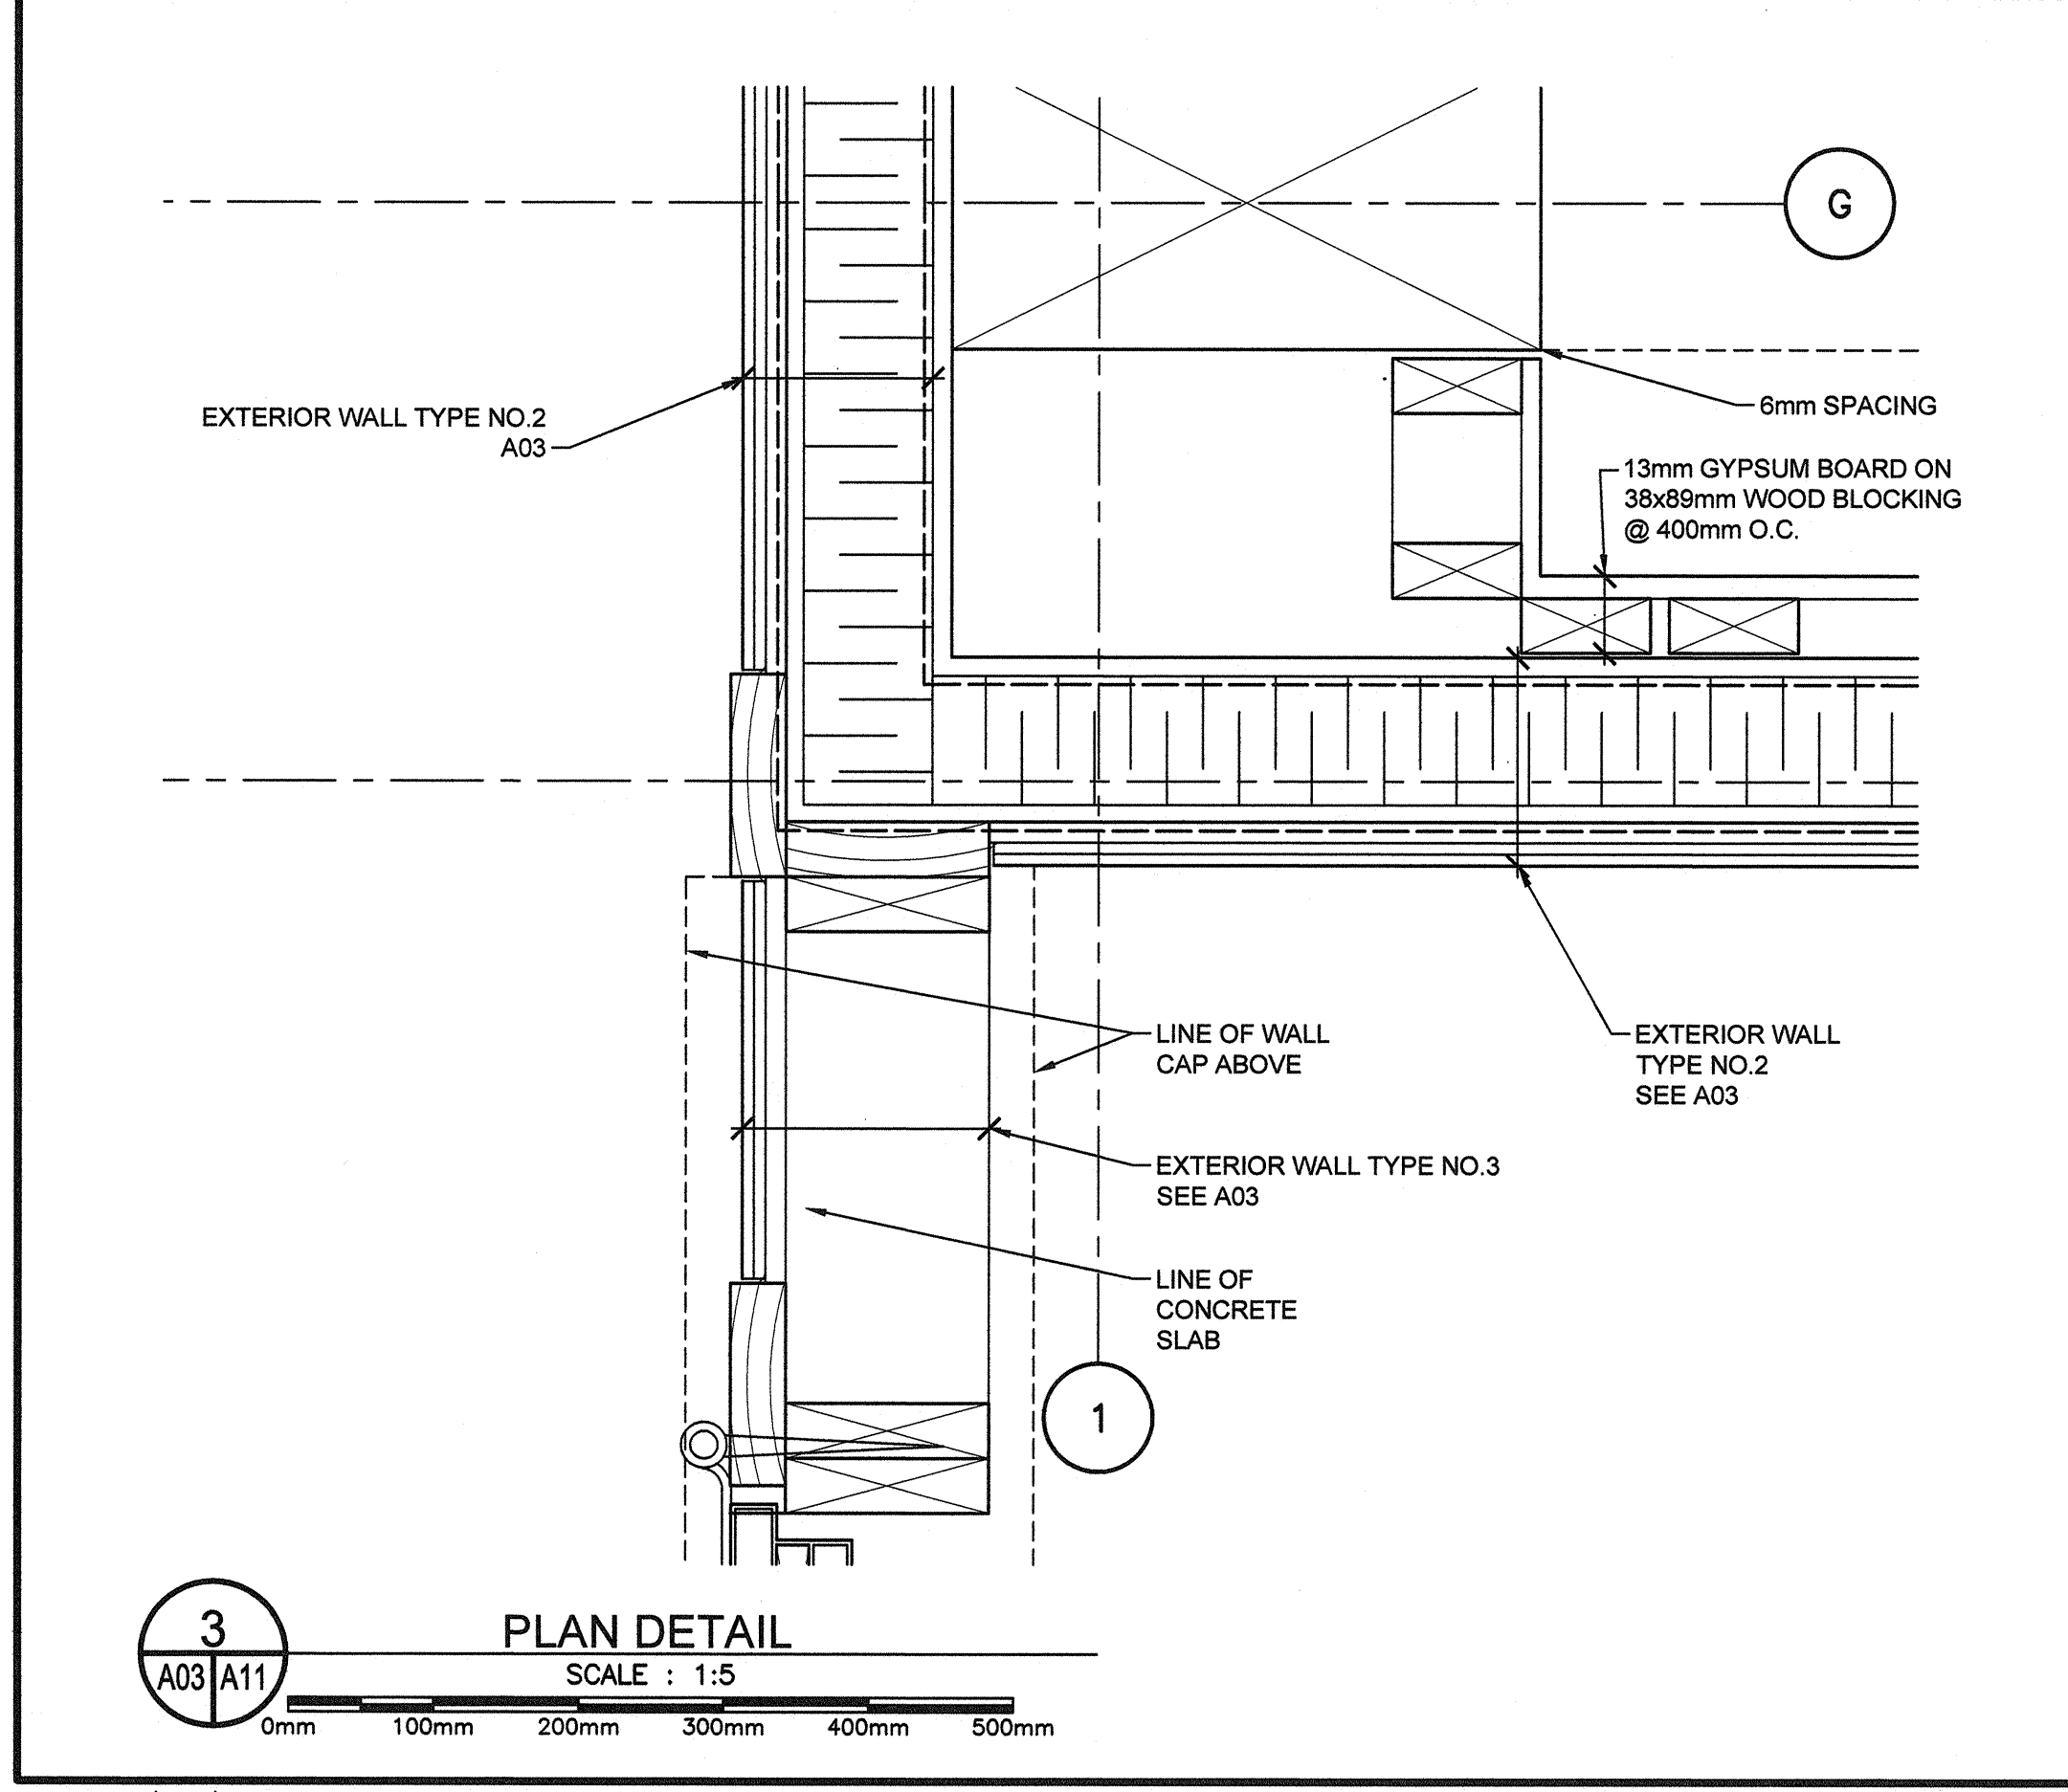 G
EXTERIOR WALL TYPE NO.2
A03
6mm SPACING
13mm GYPSUM BOARD ON
38x89mm WOOD BLOCKING
@ 400mm O.C.
LINE OF WALL
CAP ABOVE
EXTERIOR WALL
TYPE NO.2
SEE A03
EXTERIOR WALL TYPE NO.3
SEE A03
LINE OF
CONCRETE
SLAB
1
3
A03 A11
PLAN DETAIL
SCALE : 1:5
0mm 100mm 200mm 300mm 400mm 500mm